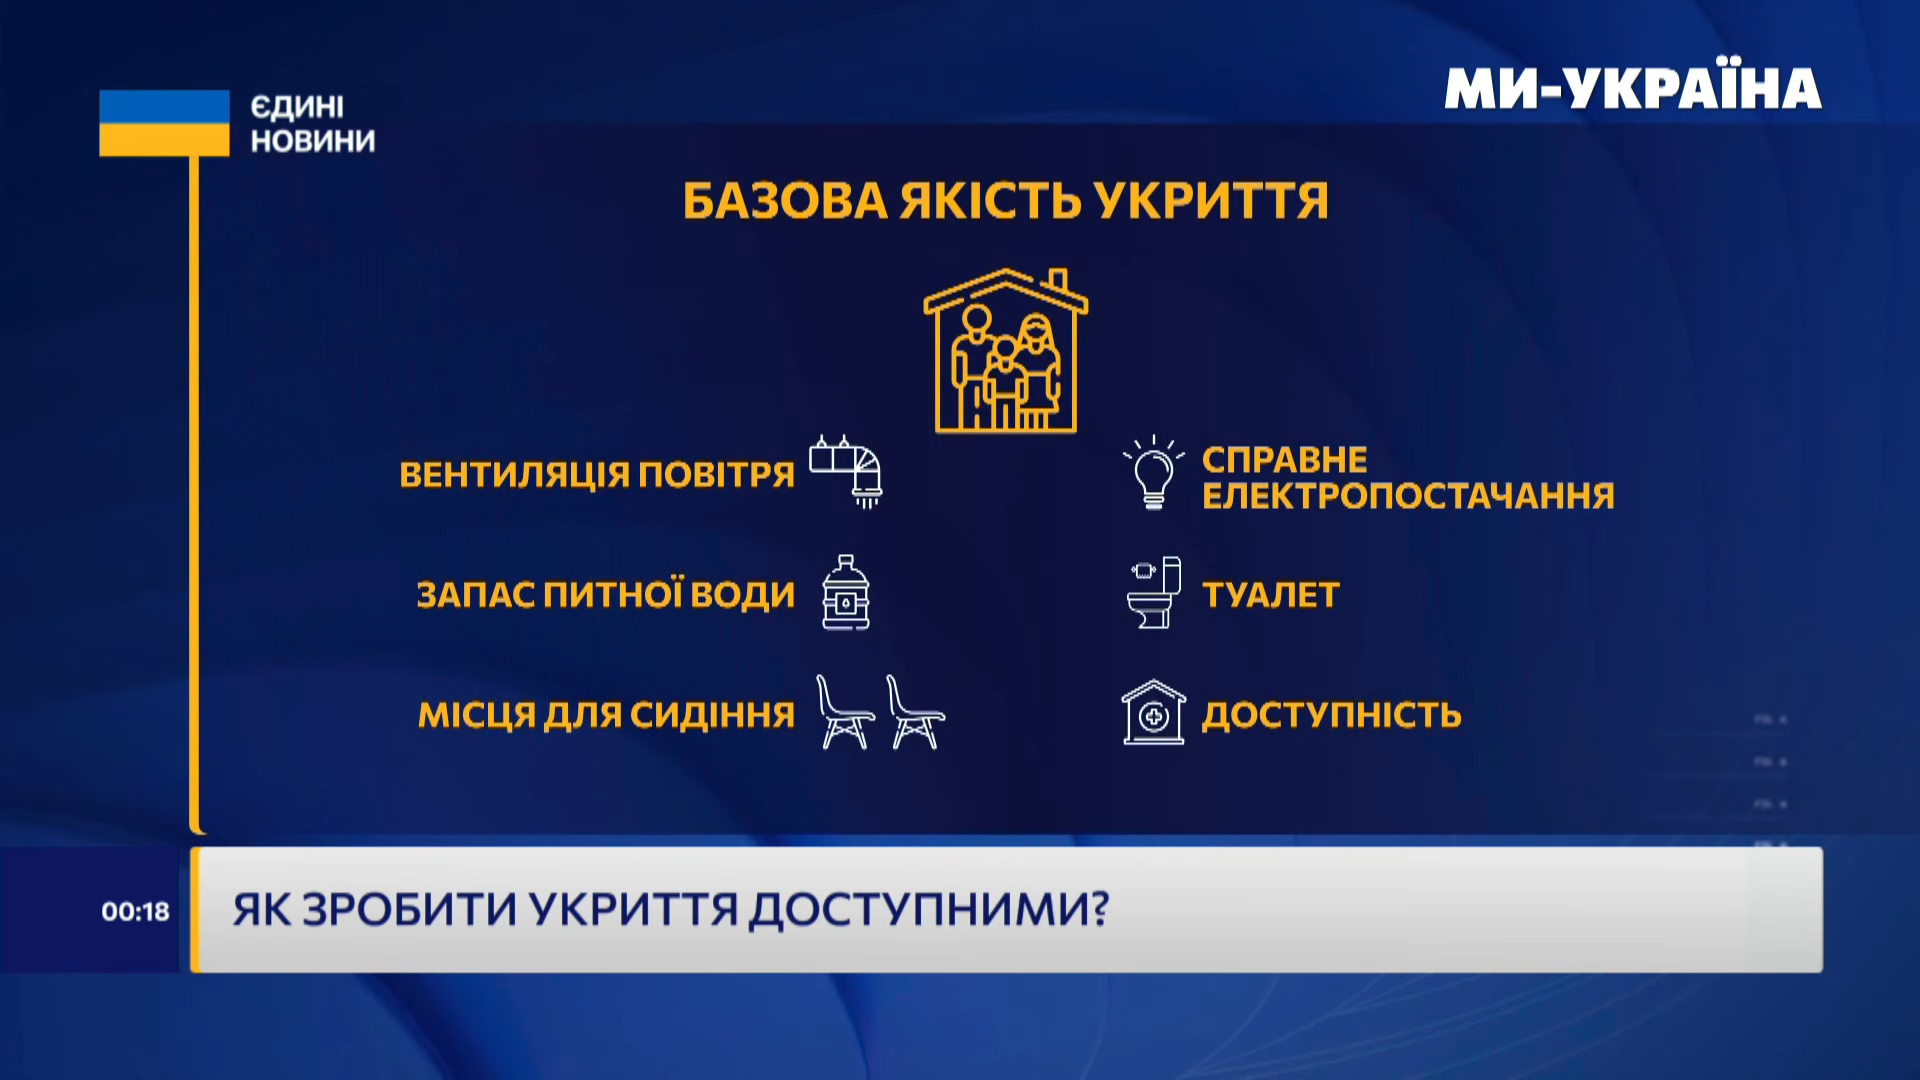 ЄДИНІ
НОВИНИ
МИ-УКРАЇНА
БАЗОВА ЯКІСТЬ УКРИТТЯ
ВЕНТИЛЯЦІЯ ПОВІТРЯ
СПРАВНЕ
ЕЛЕКТРОПОСТАЧАННЯ
ЗАПАС ПИТНОЇ ВОДИ
ТУАЛЕТ
МІСЦЯ ДЛЯ СИДІННЯ
ДОСТУПНІСТЬ
00:18
ЯК ЗРОБИТИ УКРИТТЯ ДОСТУПНИМИ?